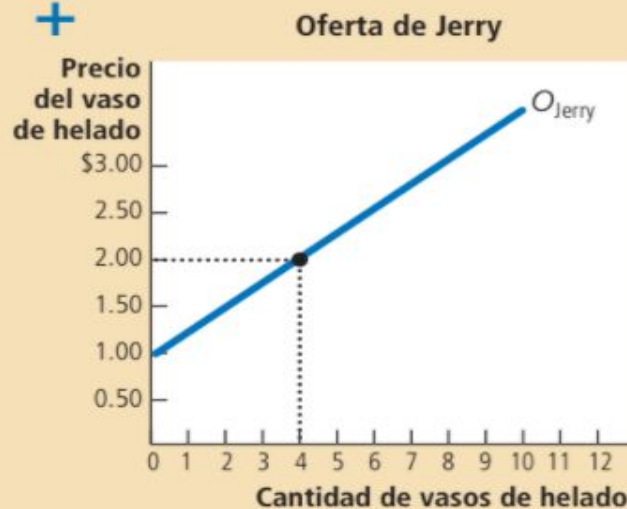 +
Oferta de Jerry
Precio
del vaso
de helado
$3.00
2.50
2.00
1.50
1.00
0.50
O Jerry
0 1 2 3 4 5 6 7 8 9 10 11 12
Cantidad de vasos de helado